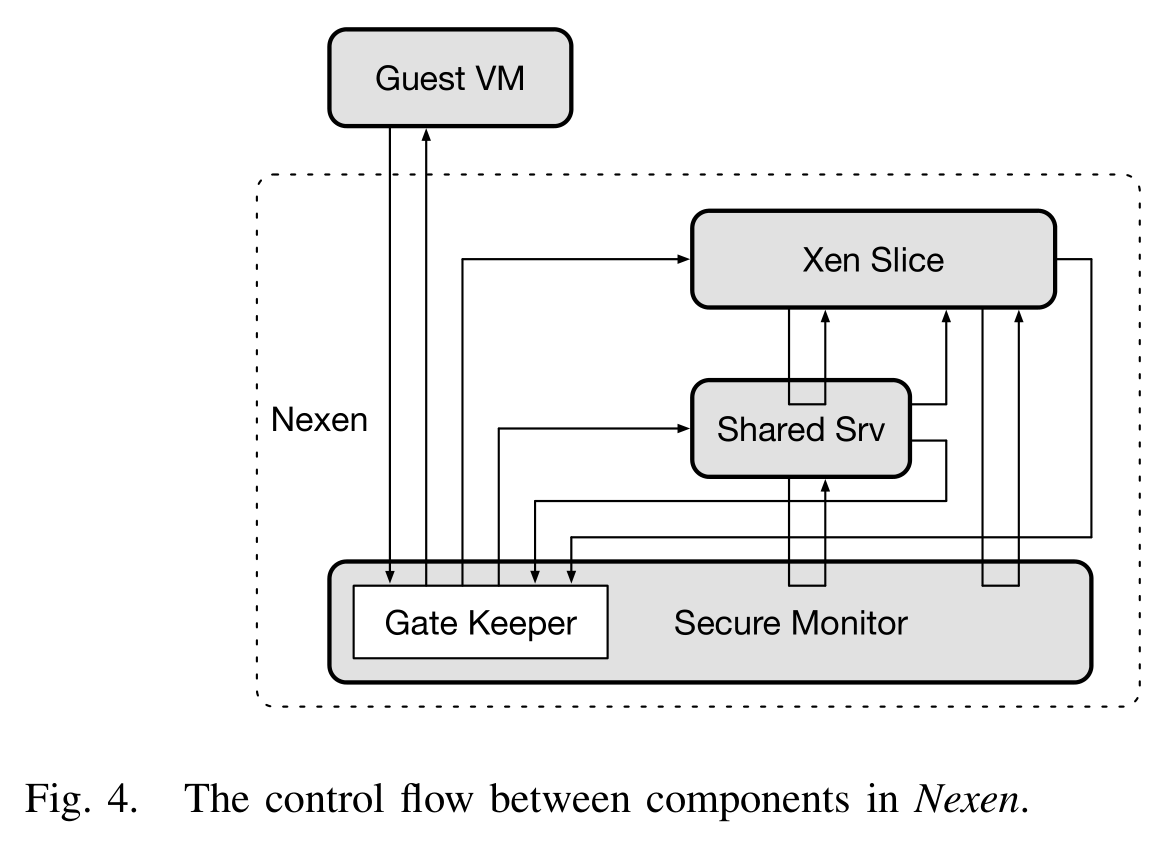 Guest VM
Xen Slice
Nexen
Shared Srv
Gate Keeper
Secure Monitor
Fig. 4. The control flow between components in Nexen.